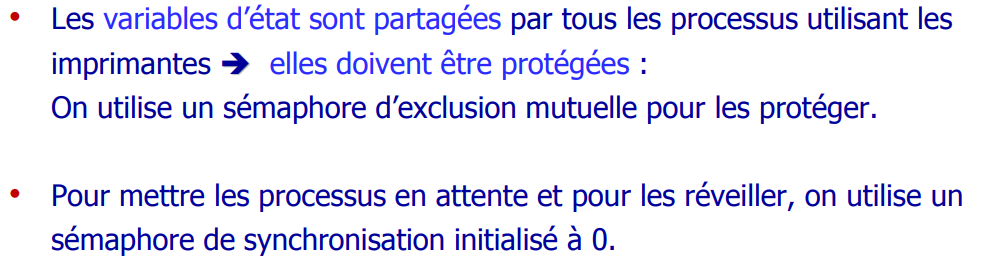 • Les variables d’état sont partagées par tous les processus utilisant les
imprimantes ➔ elles doivent être protégées :
On utilise un sémaphore d’exclusion mutuelle pour les protéger.
• Pour mettre les processus en attente et pour les réveiller, on utilise un
sémaphore de synchronisation initialisé à 0.